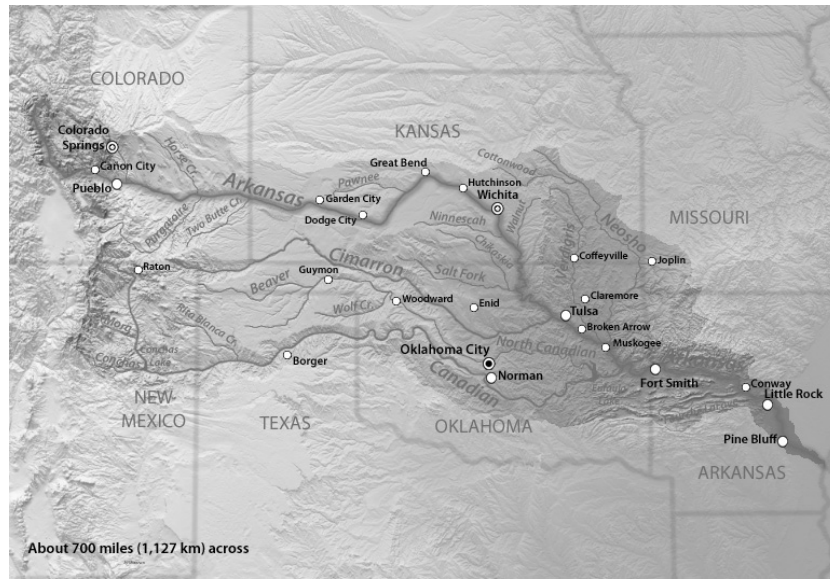 COLORADO
KANSAS
Colorado
Springs
Canon City
Pueblo
Horse Cr.
Arkansas
Pawnee
Great Bend
Cottonwood
Hutchinson
Wichita
Garden City
Dodge City
Purgatoire
Two Butte Cr.
Ninnescah
Walnut
Chikaskia
Verdigris
Neosho
MISSOURI
Coffeyville
Joplin
Raton
Cimarron
Beaver
Guymon
Salt Fork
Wolf Cr.
Woodward
Enid
Claremore
Tulsa
Broken Arrow
Rita Blanca Cr.
Conchas
Conchas
Lake
Borger
Oklahoma City
North Canadian
Muskogee
Norman
Canadian
Arkansas
Fort Smith
Conway
Little Rock
Pine Bluff
NEW
MEXICO
TEXAS
OKLAHOMA
ARKANSAS
About 700 miles (1,127 km) across